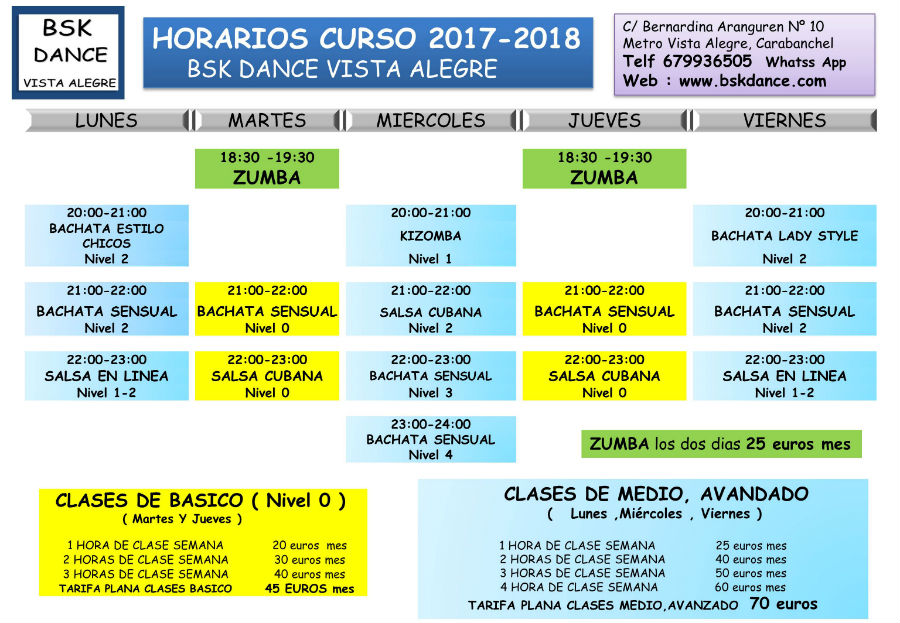 BSK
DANCE
VISTA ALEGRE
HORARIOS CURSO 2017-2018
BSK DANCE VISTA ALEGRE
C/ Bernardina Aranguren Nº 10
Metro Vista Alegre, Carabanchel
Telf 679936505 Whatss App
Web : www.bskdance.com
LUNES
MARTES
MIERCOLES
JUEVES
VIERNES
18:30 -19:30
ZUMBA
18:30 -19:30
ZUMBA
20:00-21:00
BACHATA ESTILO
CHICOS
Nivel 2
20:00-21:00
KIZOMBA
Nivel 1
20:00-21:00
BACHATA LADY STYLE
Nivel 2
21:00-22:00
BACHATA SENSUAL
Nivel 2
21:00-22:00
BACHATA SENSUAL
Nivel 0
21:00-22:00
SALSA CUBANA
Nivel 2
21:00-22:00
BACHATA SENSUAL
Nivel 0
21:00-22:00
BACHATA SENSUAL
Nivel 2
22:00-23:00
SALSA EN LINEA
Nivel 1-2
22:00-23:00
SALSA CUBANA
Nivel 0
22:00-23:00
BACHATA SENSUAL
Nivel 3
22:00-23:00
SALSA CUBANA
Nivel 0
22:00-23:00
SALSA EN LINEA
Nivel 1-2
23:00-24:00
BACHATA SENSUAL
Nivel 4
ZUMBA los dos dias 25 euros mes
CLASES DE BASICO ( Nivel 0 )
( Martes Y Jueves )
1 HORA DE CLASE SEMANA 20 euros mes
2 HORAS DE CLASE SEMANA 30 euros mes
3 HORAS DE CLASE SEMANA 40 euros mes
TARIFA PLANA CLASES BASICO 45 EUROS mes
CLASES DE MEDIO, AVANDADO
( Lunes ,Miércoles , Viernes )
1 HORA DE CLASE SEMANA 25 euros mes
2 HORAS DE CLASE SEMANA 40 euros mes
3 HORAS DE CLASE SEMANA 50 euros mes
4 HORA DE CLASE SEMANA 60 euros mes
TARIFA PLANA CLASES MEDIO,AVANZADO 70 euros